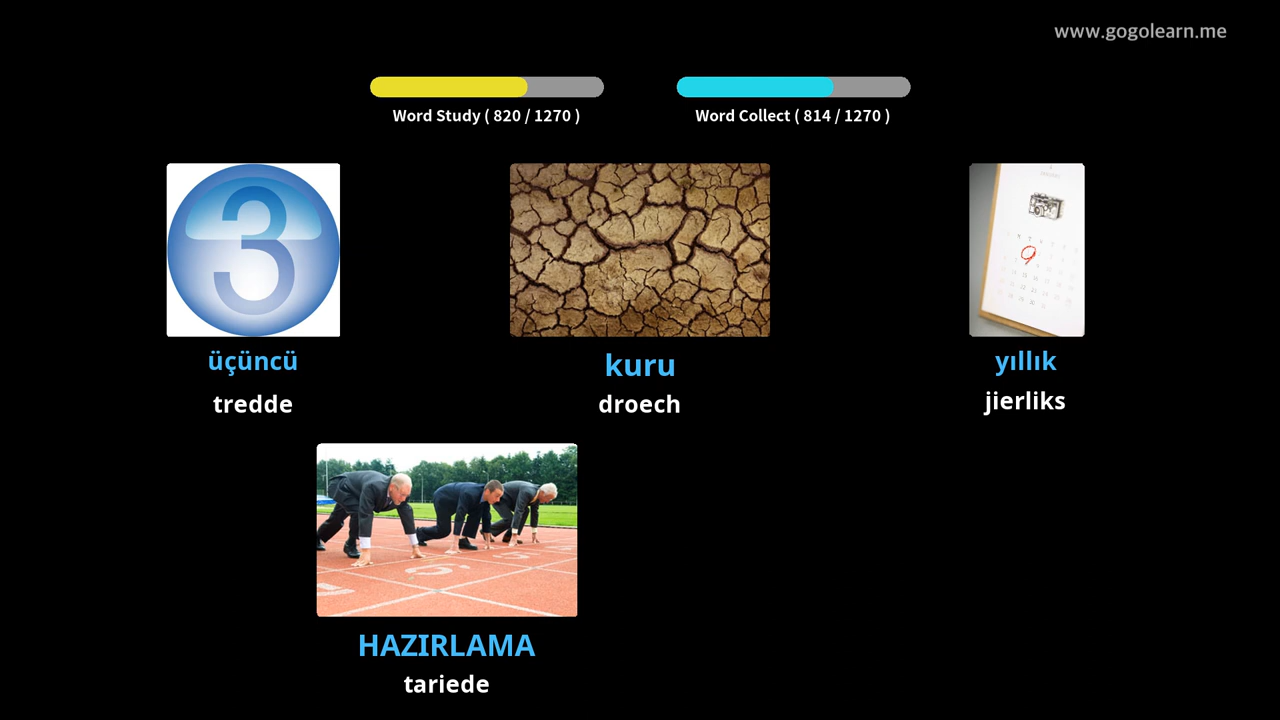 www.gogolearn.me
Word Study ( 820 / 1270 )
Word Collect ( 814 / 1270 )
3
üçüncü
kuru
yıllık
tredde
droech
jierliks
HAZIRLAMA
tariede